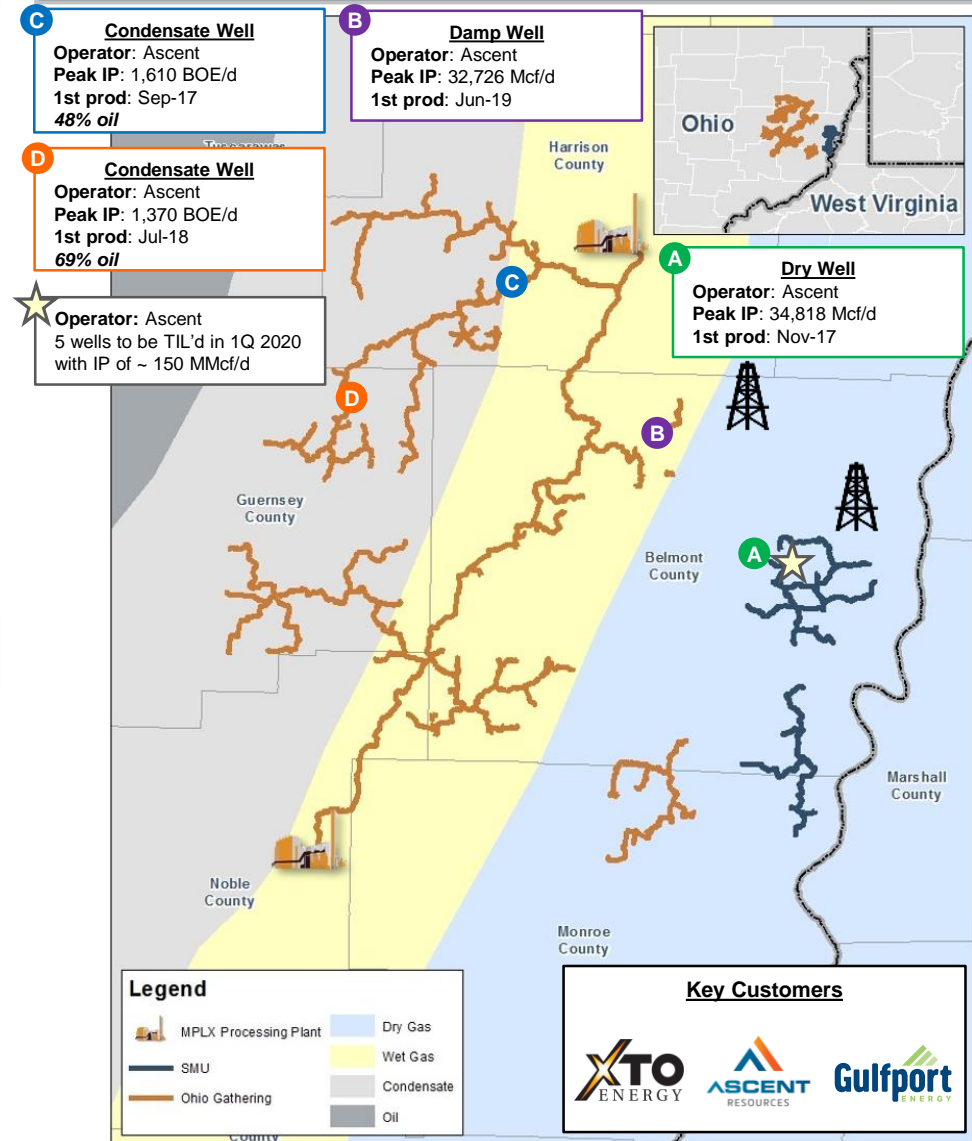 C
Condensate Well
Operator: Ascent
Peak IP: 1,610 BOE/d
1st prod: Sep-17
48% oil
B
Damp Well
Operator: Ascent
Peak IP: 32,726 Mcf/d
1st prod: Jun-19
D
Condensate Well
Operator: Ascent
Peak IP: 1,370 BOE/d
1st prod: Jul-18
69% oil
Operator: Ascent
5 wells to be TIL'd in 1Q 2020
with IP of ~ 150 MMcf/d
Harrison
County
Ohio
West Virginia
A
Dry Well
Operator: Ascent
Peak IP: 34,818 Mcf/d
1st prod: Nov-17
C
D
B
Guernsey
County
Belmont
County
A
Marshall
County
Noble
County
Monroe
County
Legend
MPLX Processing Plant
SMU
Ohio Gathering
Dry Gas
Wet Gas
Condensate
Oil
County
Key Customers
XTO
ENERGY
ASCENT
RESOURCES
Gulfport
ENERGY